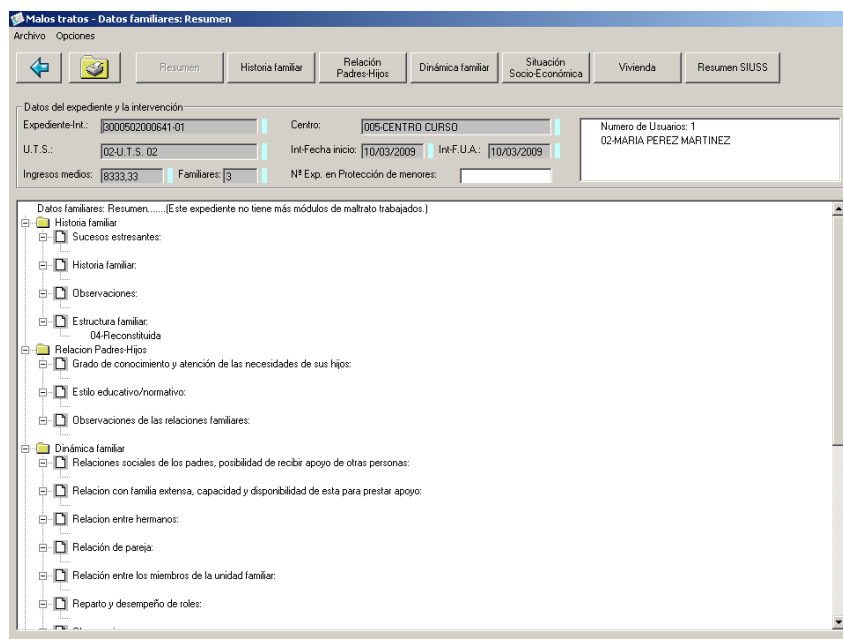 Malos tratos - Datos familiares: Resumen
Archivo Opciones
Resumen Historia familiar Relación Padres-Hijos Dinámica familiar Situación Socio-Económica Vivienda Resumen SIUSS
Datos del expediente y la intervención
Expediente-Int.: 3000502000641-01 Centro: 005-CENTRO CURSO Numero de Usuarios: 1
02-MARIA PEREZ MARTINEZ
U.T.S.: 02-U.T.S. 02 Int-Fecha inicio: 10/03/2009 Int-F.U.A.: 10/03/2009
Ingresos medios: 8333,33 Familiares: 3 Nª Exp. en Protección de menores:
Datos familiares: Resumen.......(Este expediente no tiene más módulos de maltrato trabajados.)
Historia familiar
Sucesos estresantes:
Historia familiar:
Observaciones:
Estructura familiar:
04-Reconstituida
Relacion Padres-Hijos
Grado de conocimiento y atención de las necesidades de sus hijos:
Estilo educativo/normativo:
Observaciones de las relaciones familiares:
Dinámica familiar
Relaciones sociales de los padres, posibilidad de recibir apoyo de otras personas:
Relacion con familia extensa, capacidad y disponibilidad de esta para prestar apoyo:
Relacion entre hermanos:
Relación de pareja:
Relación entre los miembros de la unidad familiar:
Reparto y desempeño de roles: